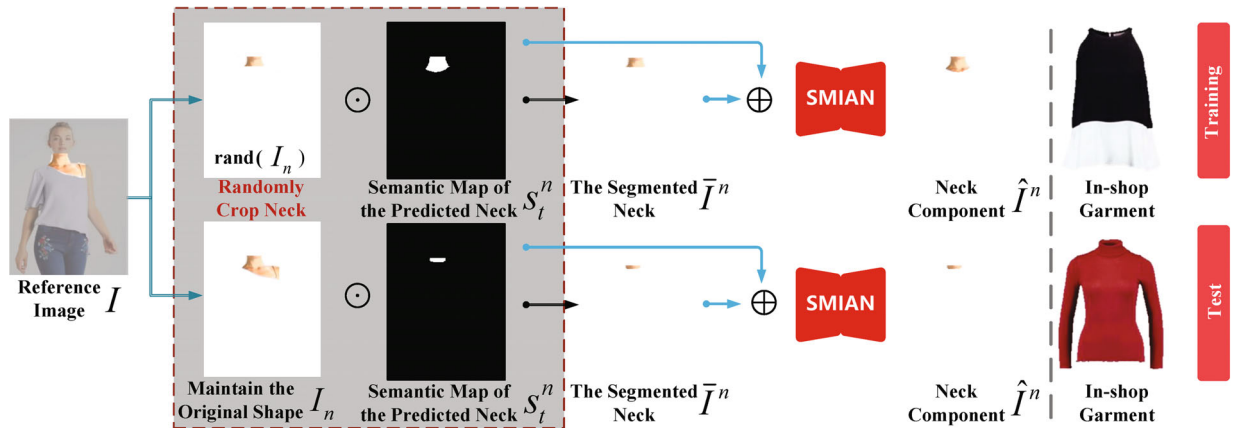 rand( I_n )
Randomly
Crop Neck
Semantic Map of
the Predicted Neck S_t^n
The Segmented Ī^n
Neck
SMIAN
Neck
Component Î^n
In-shop
Garment
Training
Reference
Image I
Maintain the
Original Shape I_n
Semantic Map of
the Predicted Neck S_t^n
The Segmented Ī^n
Neck
SMIAN
Neck
Component Î^n
In-shop
Garment
Test